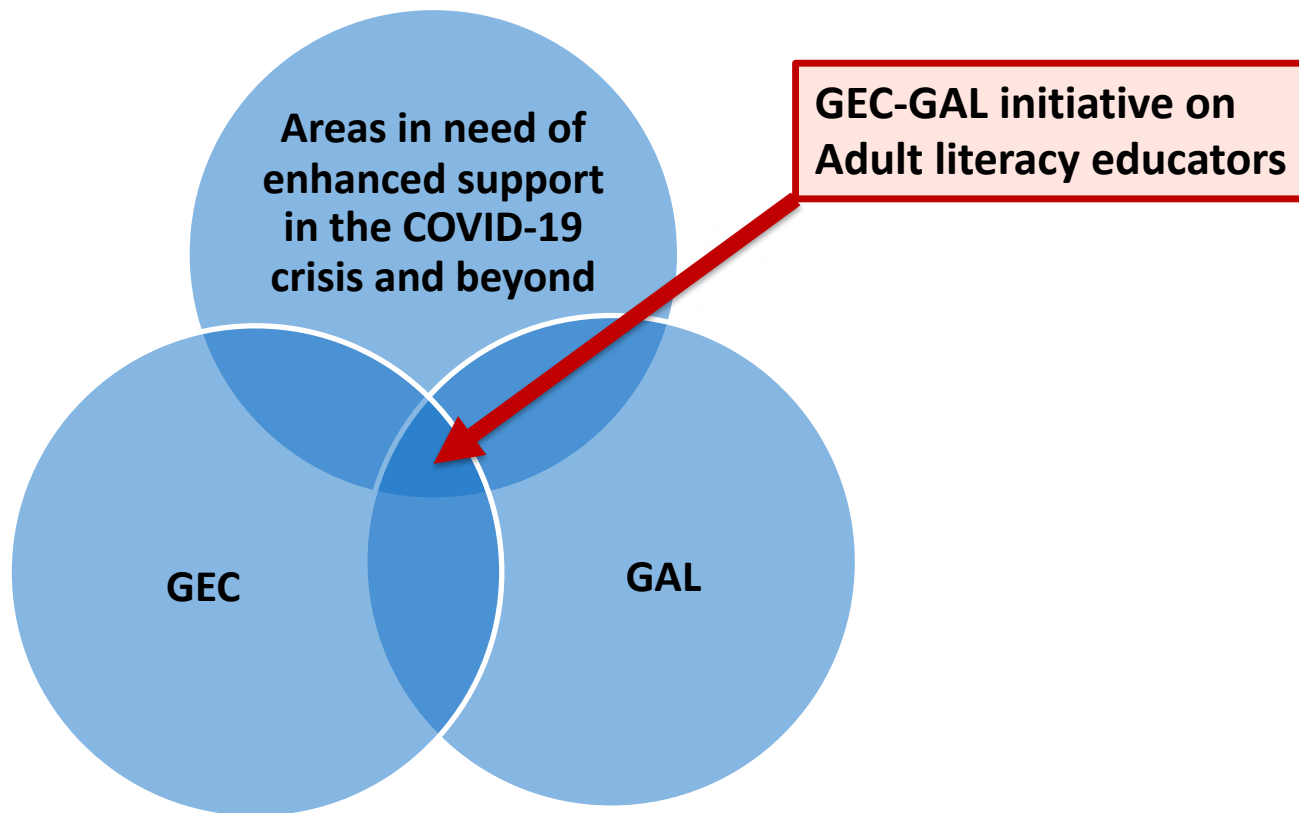 Areas in need of
enhanced support
in the COVID-19
crisis and beyond
GEC-GAL initiative on
Adult literacy educators
GEC
GAL